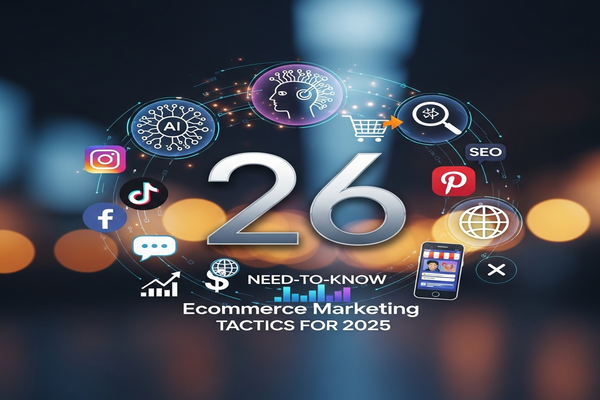 AI
SEO
26
NEED-TO-KNOW
Ecommerce Marketing
TACTICS FOR 2025